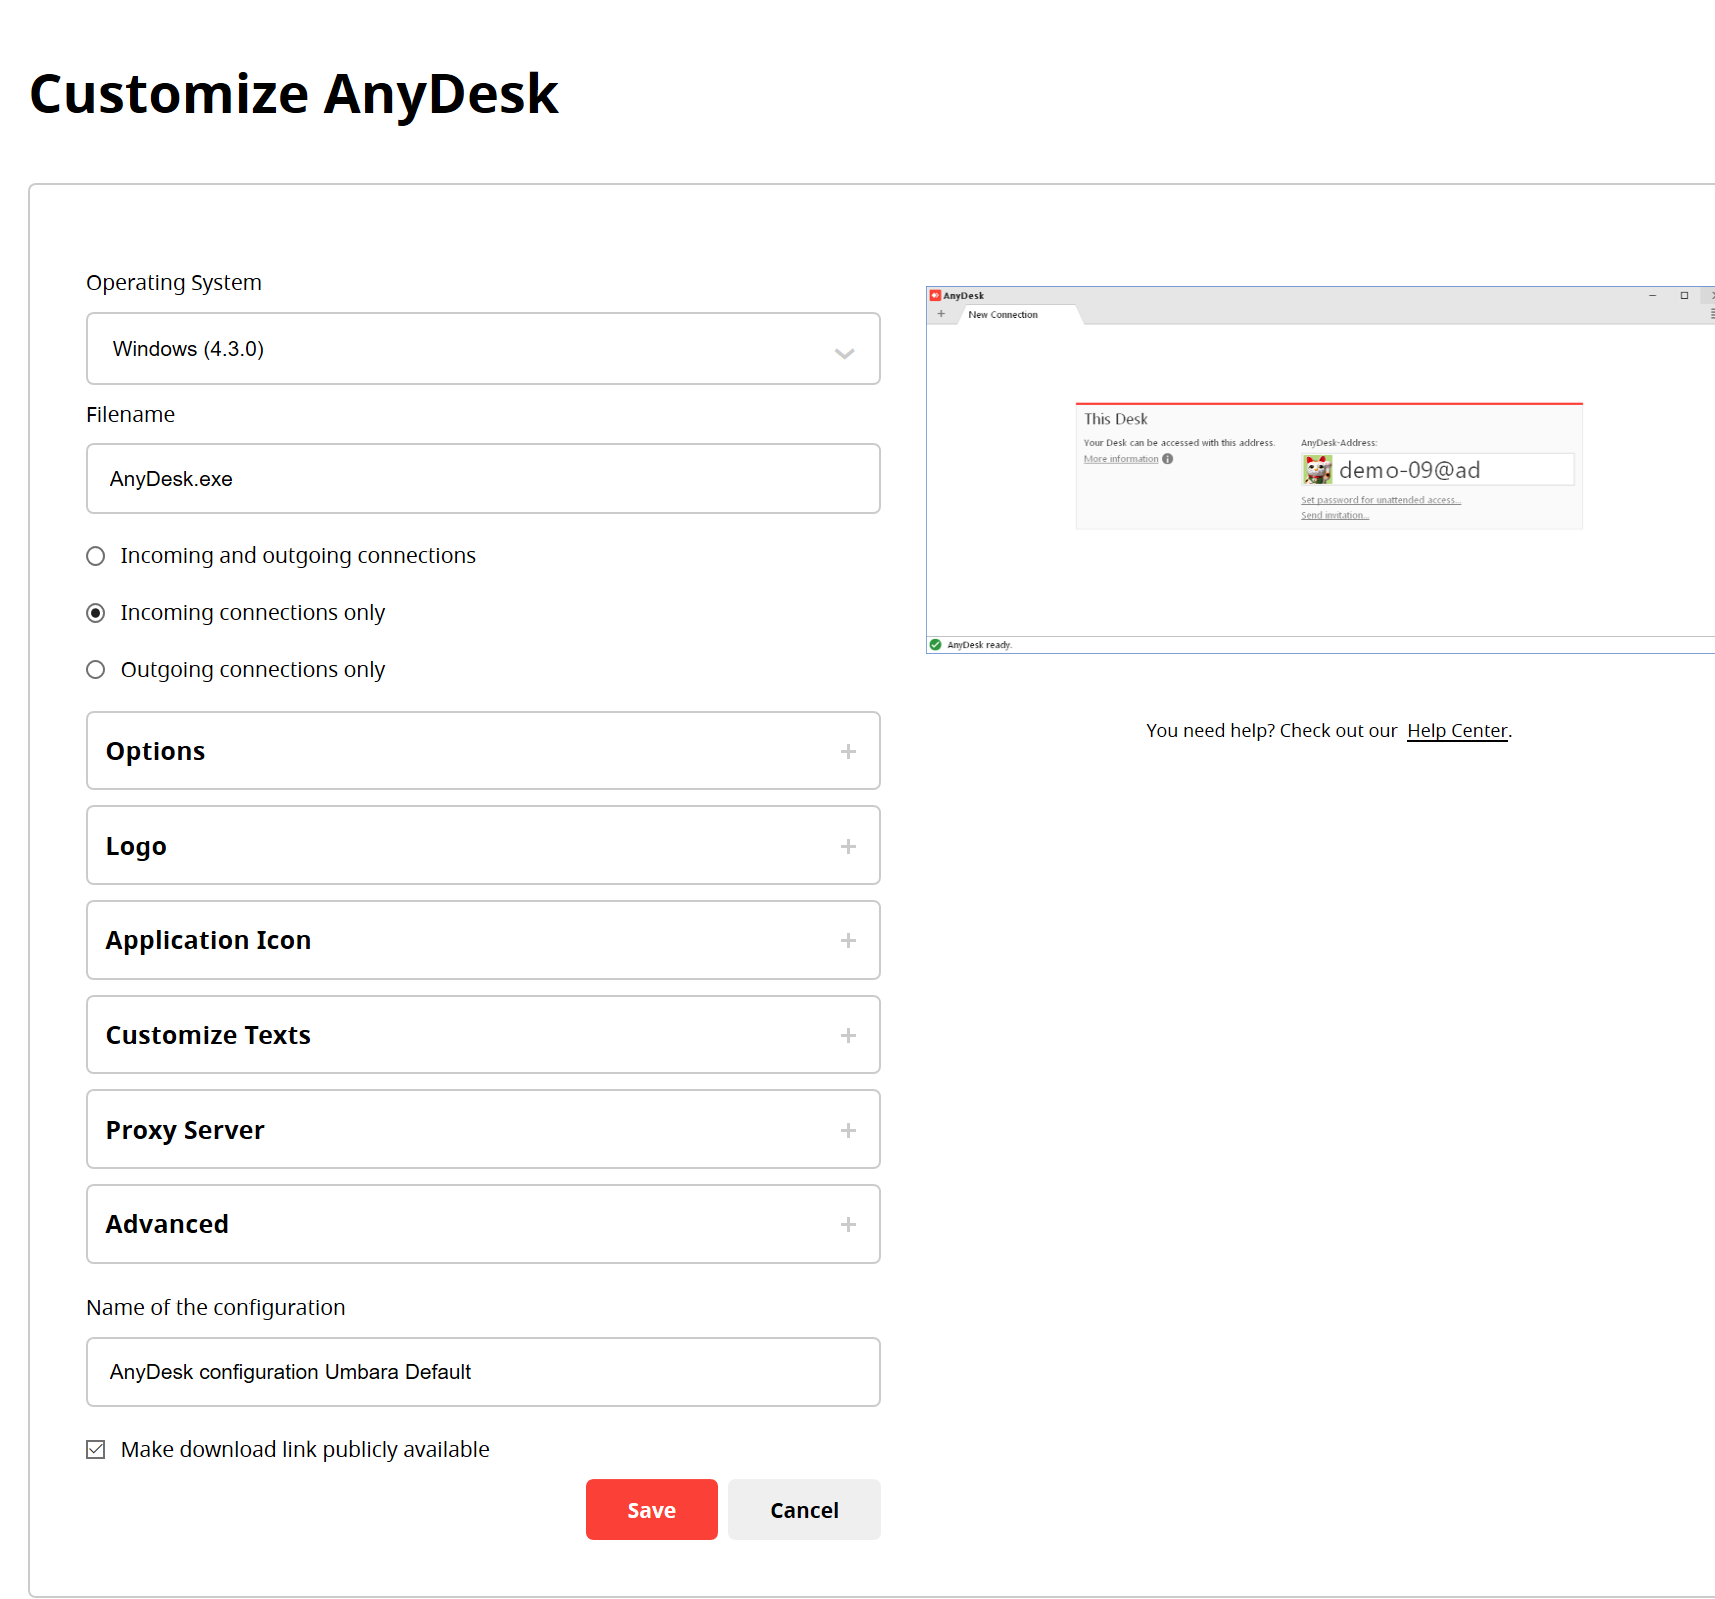 Customize AnyDesk
Operating System
Windows (4.3.0)
Filename
AnyDesk.exe
Incoming and outgoing connections
Incoming connections only
Outgoing connections only
Options
Logo
Application Icon
Customize Texts
Proxy Server
Advanced
Name of the configuration
AnyDesk configuration Umbara Default
Make download link publicly available
Save
Cancel
AnyDesk
New Connection
This Desk
Your Desk can be accessed with this address.
More information
AnyDesk-Address:
demo-09@ad
Set password for unattended access...
Send invitation...
AnyDesk ready.
You need help? Check out our Help Center.